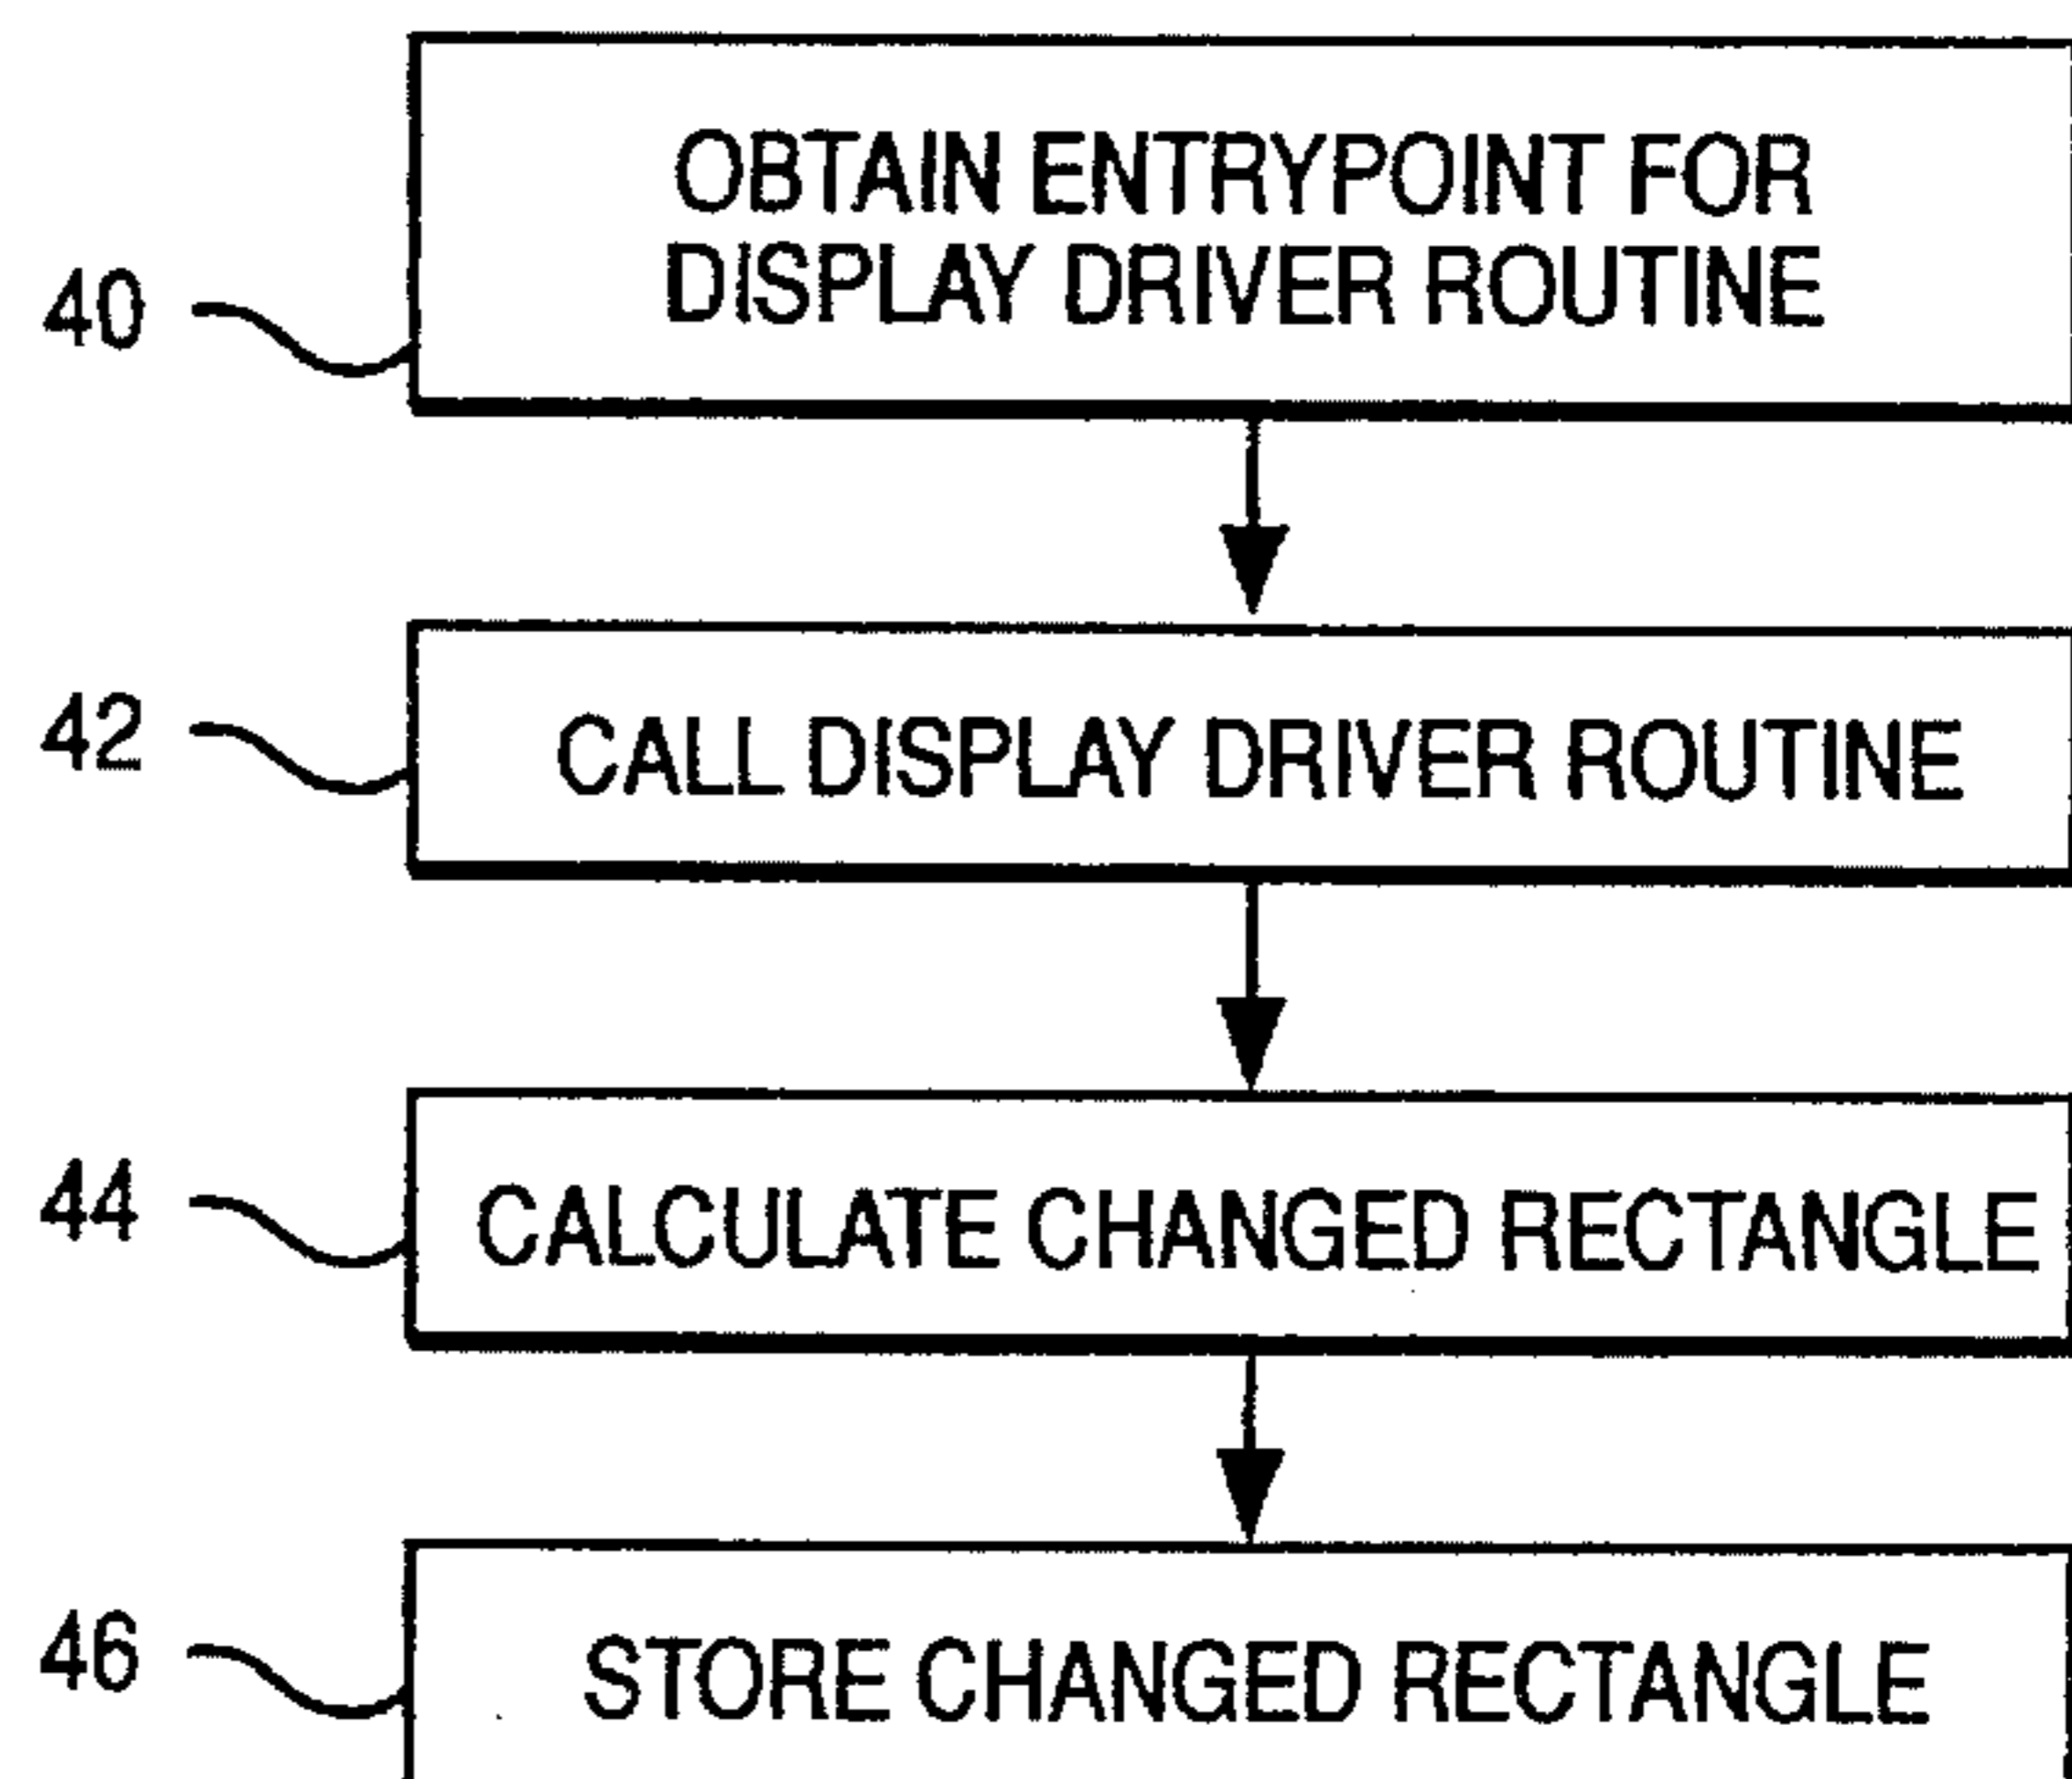 OBTAIN ENTRYPOINT FOR
DISPLAY DRIVER ROUTINE
40
42
CALL DISPLAY DRIVER ROUTINE
44
CALCULATE CHANGED RECTANGLE
46
STORE CHANGED RECTANGLE